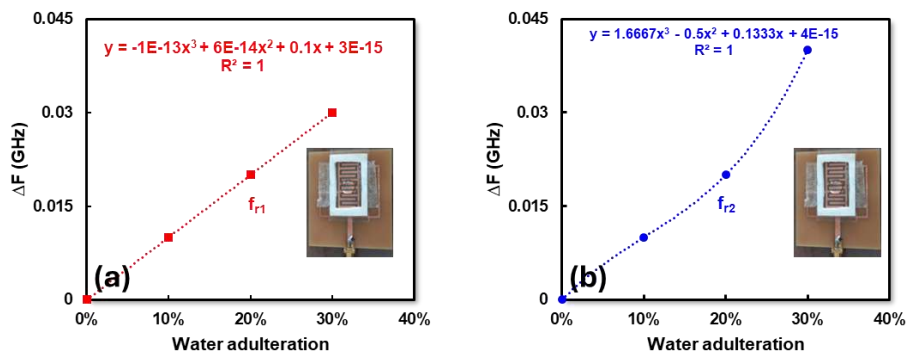 0.045
y = -1E-13x³ + 6E-14x² + 0.1x + 3E-15
R² = 1
0.03
ΔF (GHz)
0.015
fr1
(a)
0
0%
10%
20%
30%
40%
Water adulteration
0.045
y = 1.6667x³ - 0.5x² + 0.1333x + 4E-15
R² = 1
0.03
ΔF (GHz)
0.015
fr2
(b)
0
0%
10%
20%
30%
40%
Water adulteration